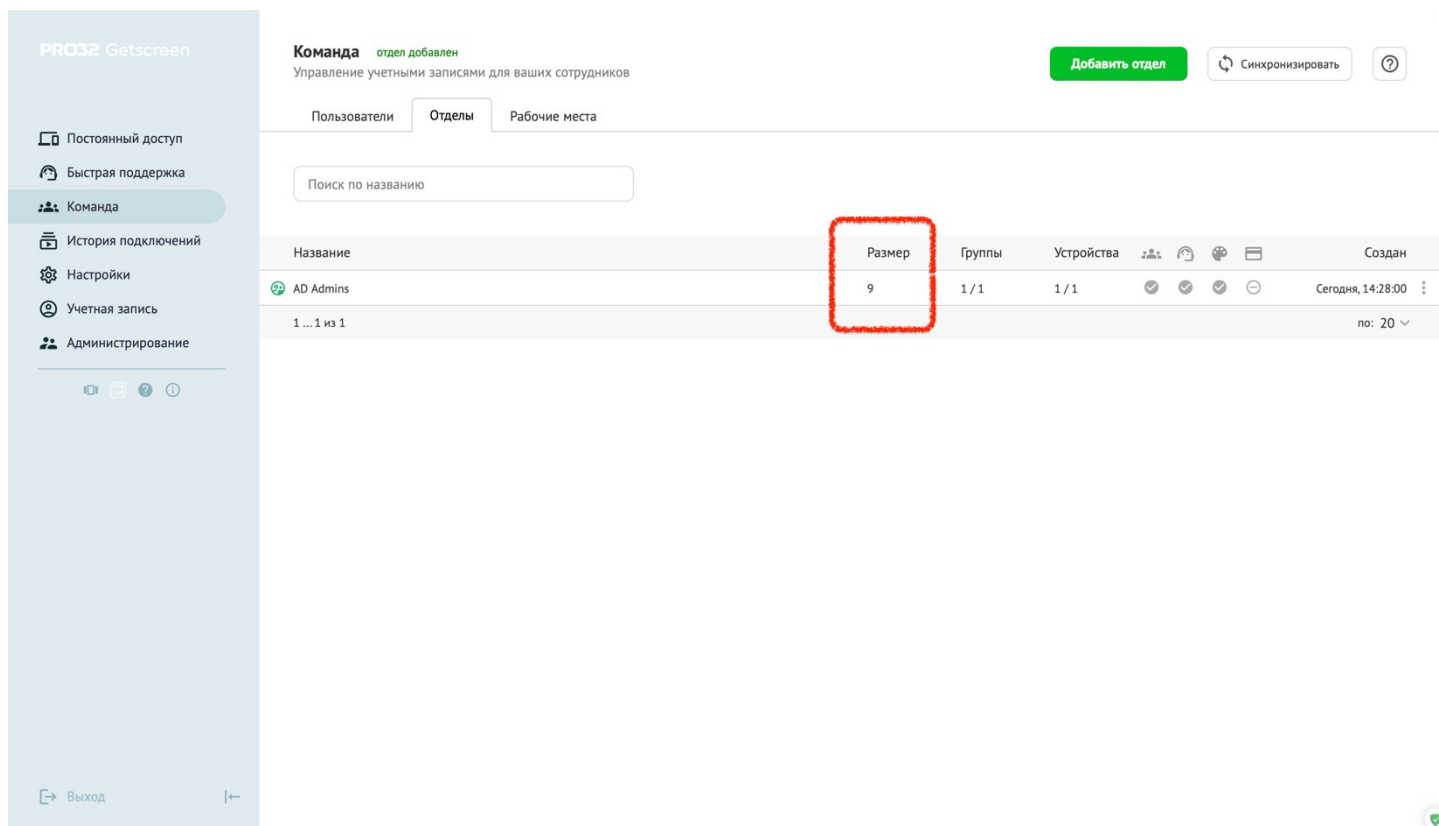 PRO32 Getscreen
Постоянный доступ
Быстрая поддержка
Команда
История подключений
Настройки
Учетная запись
Администрирование
Выход
Команда отдел добавлен
Управление учетными записями для ваших сотрудников
Добавить отдел
Синхронизировать
Пользователи Отделы Рабочие места
Поиск по названию
Название Размер Группы Устройства Создан
AD Admins 9 1 / 1 1 / 1 Сегодня, 14:28:00
1 ... 1 из 1 по: 20